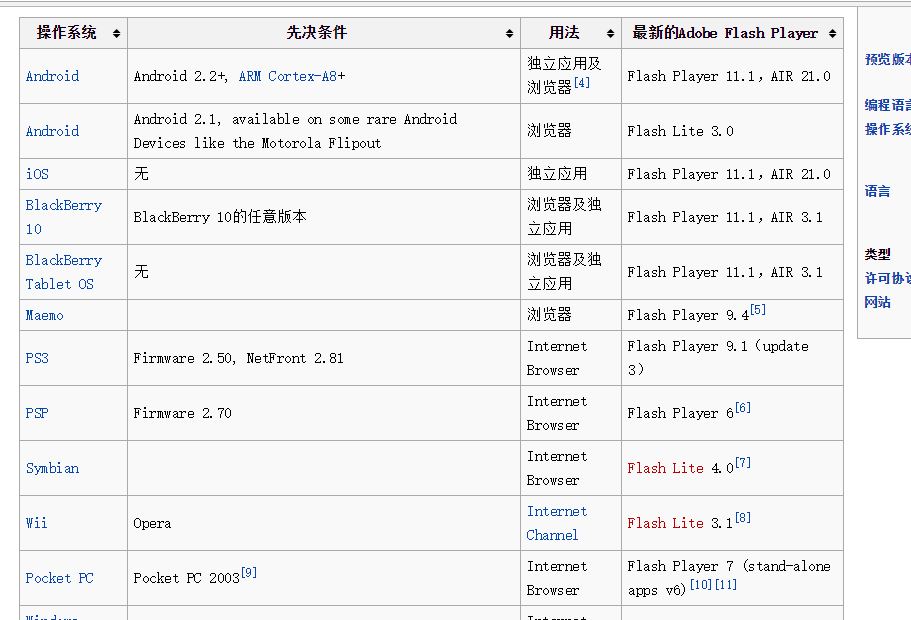 操作系统 先决条件 用法 最新的Adobe Flash Player
Android Android 2.2+, ARM Cortex-A8+ 独立应用及
浏览器[4] Flash Player 11.1，AIR 21.0
Android Android 2.1, available on some rare Android
Devices like the Motorola Flipout 浏览器 Flash Lite 3.0
iOS 无 独立应用 Flash Player 11.1，AIR 21.0
BlackBerry
10 BlackBerry 10的任意版本 浏览器及独
立应用 Flash Player 11.1，AIR 3.1
BlackBerry
Tablet OS 无 浏览器及独
立应用 Flash Player 11.1，AIR 3.1
Maemo 浏览器 Flash Player 9.4[5]
PS3 Firmware 2.50, NetFront 2.81 Internet
Browser Flash Player 9.1（update
3）
PSP Firmware 2.70 Internet
Browser Flash Player 6[6]
Symbian Internet
Browser Flash Lite 4.0[7]
Wii Opera Internet
Channel Flash Lite 3.1[8]
Pocket PC Pocket PC 2003[9] Internet
Browser Flash Player 7 (stand-alone
apps v6)[10][11]
预览版本
编程语言
操作系统
语言
类型
许可协议
网站